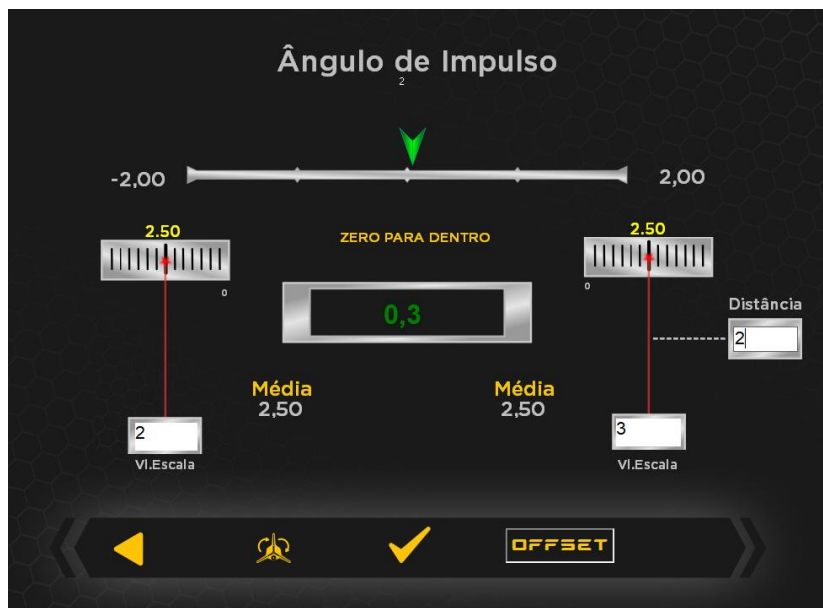 Ângulo de Impulso
2
-2,00
2,00
2.50
ZERO PARA DENTRO
2.50
0
0
0,3
Distância
2
Média
2,50
Média
2,50
2
Vl.Escala
3
Vl.Escala
OFFSET